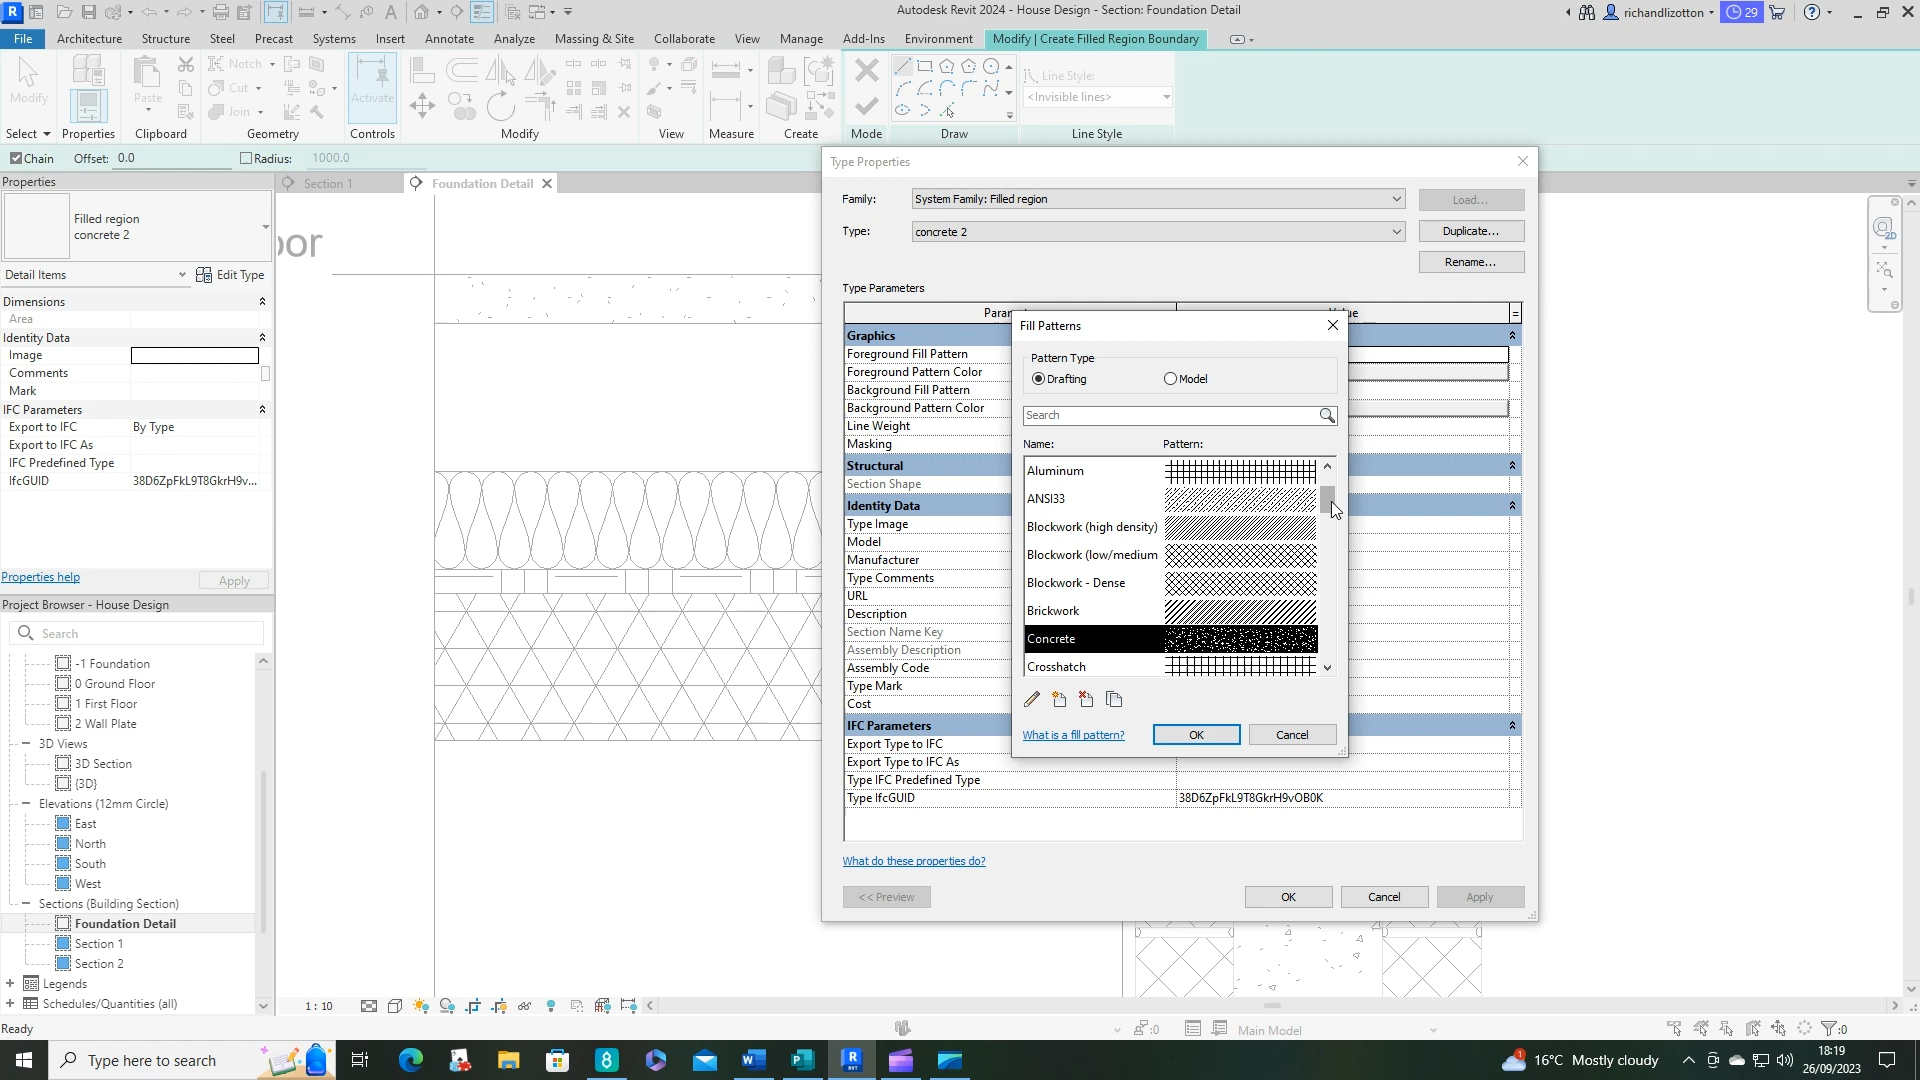 Autodesk Revit 2024 - House Design - Section: Foundation Detail
richandlizotton
29
File Architecture Structure Steel Precast Systems Insert Annotate Analyze Massing & Site Collaborate View Manage Add-Ins Environment Modify | Create Filled Region Boundary
Modify
Paste
Notch
Cut
Join
Activate
Line Style:
<Invisible lines>
Select Properties Clipboard Geometry Controls Modify View Measure Create Mode Draw Line Style
Chain Offset: 0.0 Radius: 1000.0
Properties
Section 1
Foundation Detail
Filled region
concrete 2
Detail Items
Edit Type
Dimensions
Area
Identity Data
Image
Comments
Mark
IFC Parameters
Export to IFC By Type
Export to IFC As
IFC Predefined Type
IfcGUID 38D6ZpFkL9T8GkrH9v...
Properties help
Apply
Project Browser - House Design
Search
-1 Foundation
0 Ground Floor
1 First Floor
2 Wall Plate
3D Views
3D Section
{3D}
Elevations (12mm Circle)
East
North
South
West
Sections (Building Section)
Foundation Detail
Section 1
Section 2
Legends
Schedules/Quantities (all)
Type Properties
Family: System Family: Filled region Load...
Type: concrete 2 Duplicate...
Rename...
Type Parameters
Graphics
Foreground Fill Pattern
Foreground Pattern Color
Background Fill Pattern
Background Pattern Color
Line Weight
Masking
Structural
Section Shape
Identity Data
Type Image
Model
Manufacturer
Type Comments
URL
Description
Section Name Key
Assembly Description
Assembly Code
Type Mark
Cost
IFC Parameters
Export Type to IFC
Export Type to IFC As
Type IFC Predefined Type
Type IfcGUID 38D6ZpFkL9T8GkrH9vOB0K
What do these properties do?
<< Preview OK Cancel Apply
Fill Patterns
Pattern Type
Drafting Model
Search
Name: Pattern:
Aluminum
ANSI33
Blockwork (high density)
Blockwork (low/medium
Blockwork - Dense
Brickwork
Concrete
Crosshatch
What is a fill pattern? OK Cancel
1 : 10
Ready
:0
Main Model
:0
Type here to search
16°C Mostly cloudy
18:19
26/09/2023